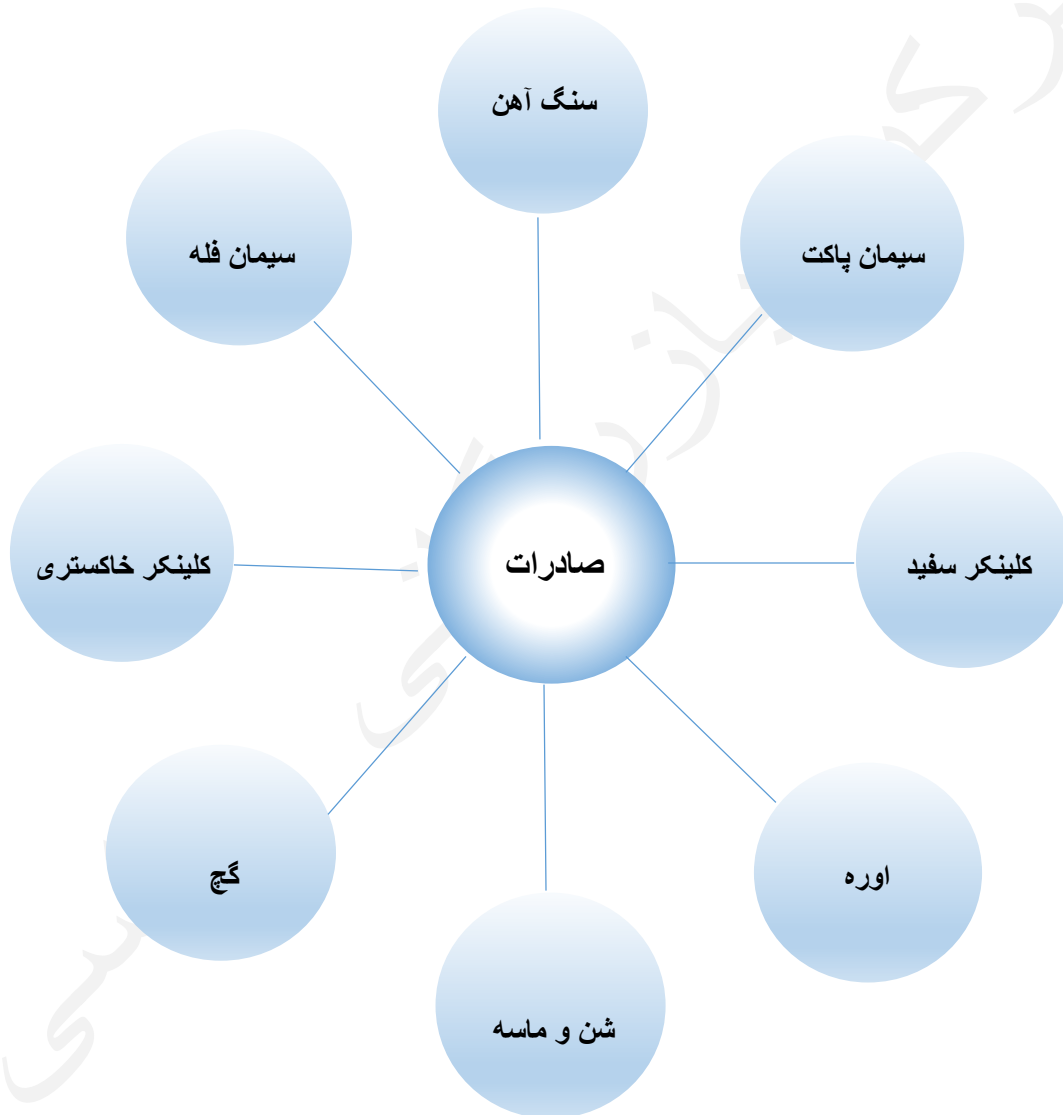 سنگ آهن
سیمان پاکت
سیمان فله
صادرات
کلینکر سفید
کلینکر خاکستری
اوره
گچ
شن و ماسه